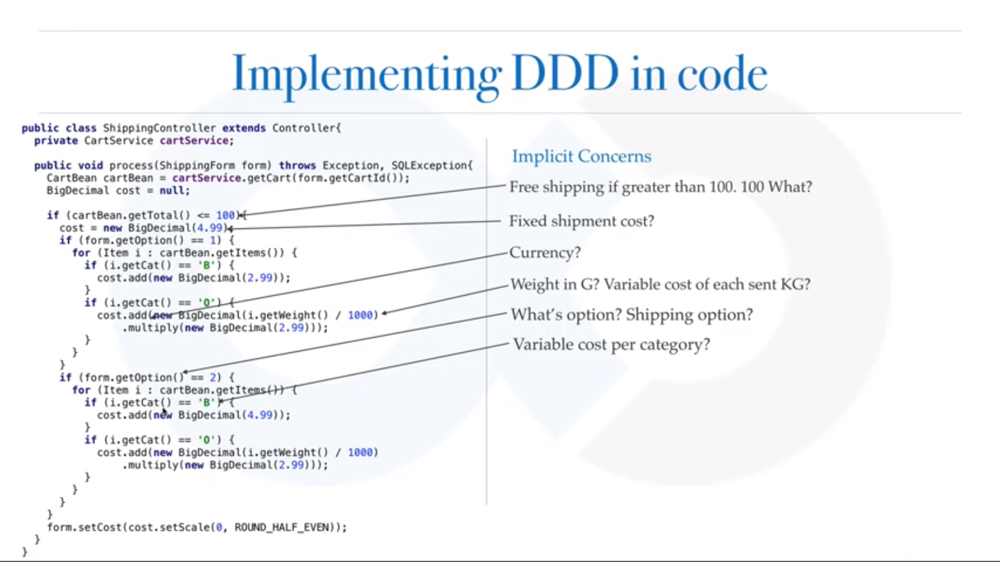 Implementing DDD in code
public class ShippingController extends Controller{
private CartService cartService;
public void process(ShippingForm form) throws Exception, SQLException{
CartBean cartBean = cartService.getCart(form.getCartId());
BigDecimal cost = null;
if (cartBean.getTotal() <= 100){
cost = new BigDecimal(4.99);
if (form.getOption() == 1) {
for (Item i : cartBean.getItems()) {
if (i.getCat() == 'B') {
cost.add(new BigDecimal(2.99));
}
if (i.getCat() == 'O') {
cost.add(new BigDecimal(i.getWeight() / 1000)
.multiply(new BigDecimal(2.99)));
}
}
}
if (form.getOption() == 2) {
for (Item i : cartBean.getItems()) {
if (i.getCat() == 'B') {
cost.add(new BigDecimal(4.99));
}
if (i.getCat() == 'O') {
cost.add(new BigDecimal(i.getWeight() / 1000)
.multiply(new BigDecimal(2.99)));
}
}
}
}
form.setCost(cost.setScale(0, ROUND_HALF_EVEN));
}
}
Implicit Concerns
Free shipping if greater than 100. 100 What?
Fixed shipment cost?
Currency?
Weight in G? Variable cost of each sent KG?
What's option? Shipping option?
Variable cost per category?